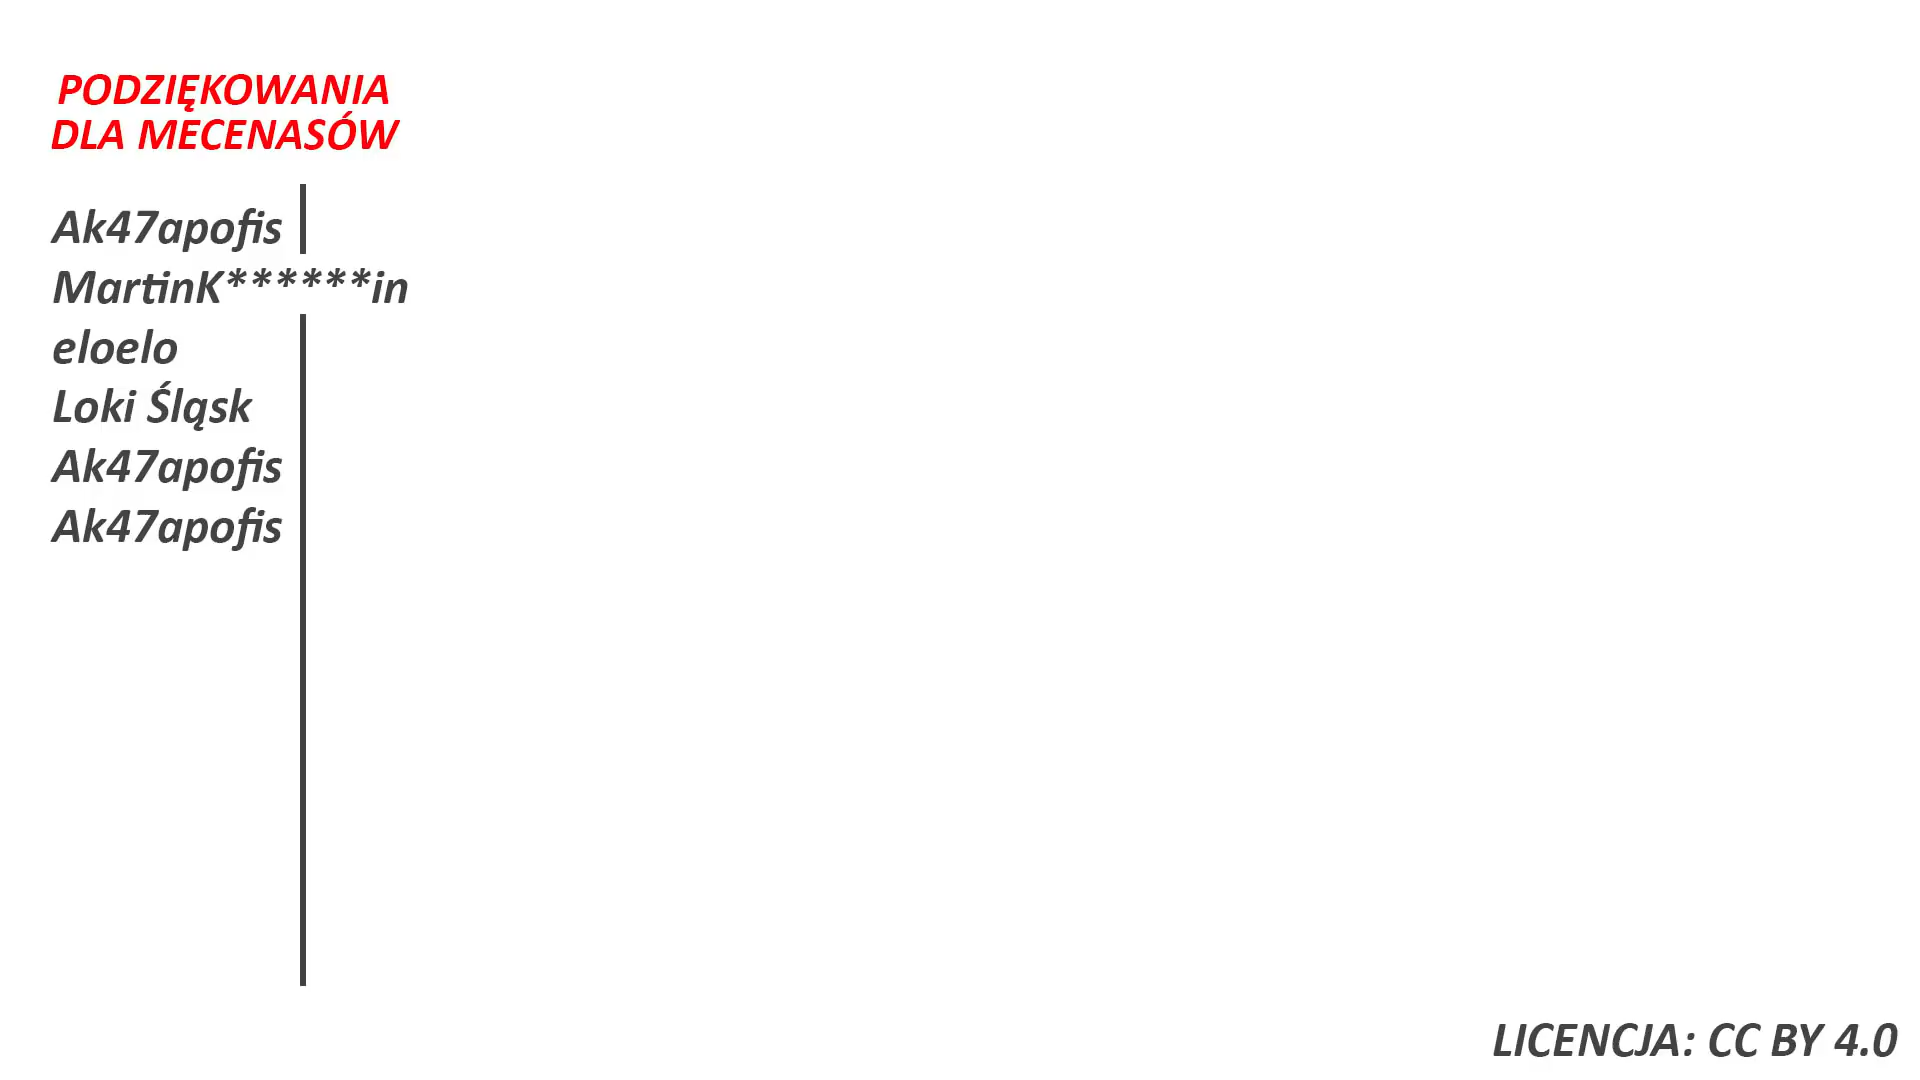 PODZIĘKOWANIA
DLA MECENASÓW
Ak47apofis
MartinK******in
eloelo
Loki Śląsk
Ak47apofis
Ak47apofis
LICENCJA: CC BY 4.0